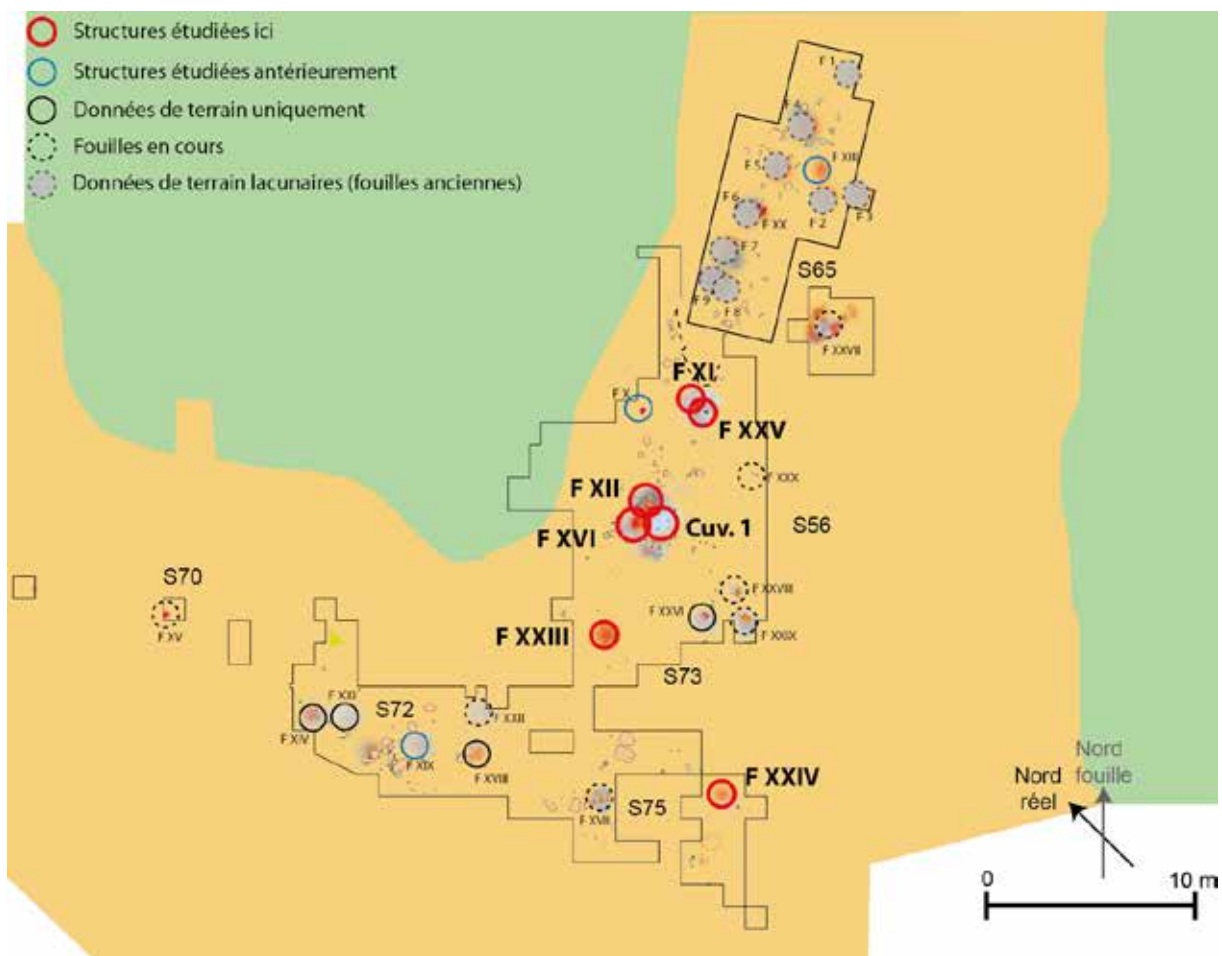 Structures étudiées ici
Structures étudiées antérieurement
Données de terrain uniquement
Fouilles en cours
Données de terrain lacunaires (fouilles anciennes)
F 1
F 4
F 5
F XIII
F 6
F XX
F 2
F 3
F 7
F 9
F 8
S65
F XXVII
F XI
F X
F XXV
F XXX
F XII
F XVI
Cuv. 1
S56
S70
F XV
F XXVIII
F XXVI
F XXIX
F XXIII
S73
S72
F XIV
F XIX
F XVIII
F XXIV
S75
Nord
fouille
Nord
réel
0
10 m